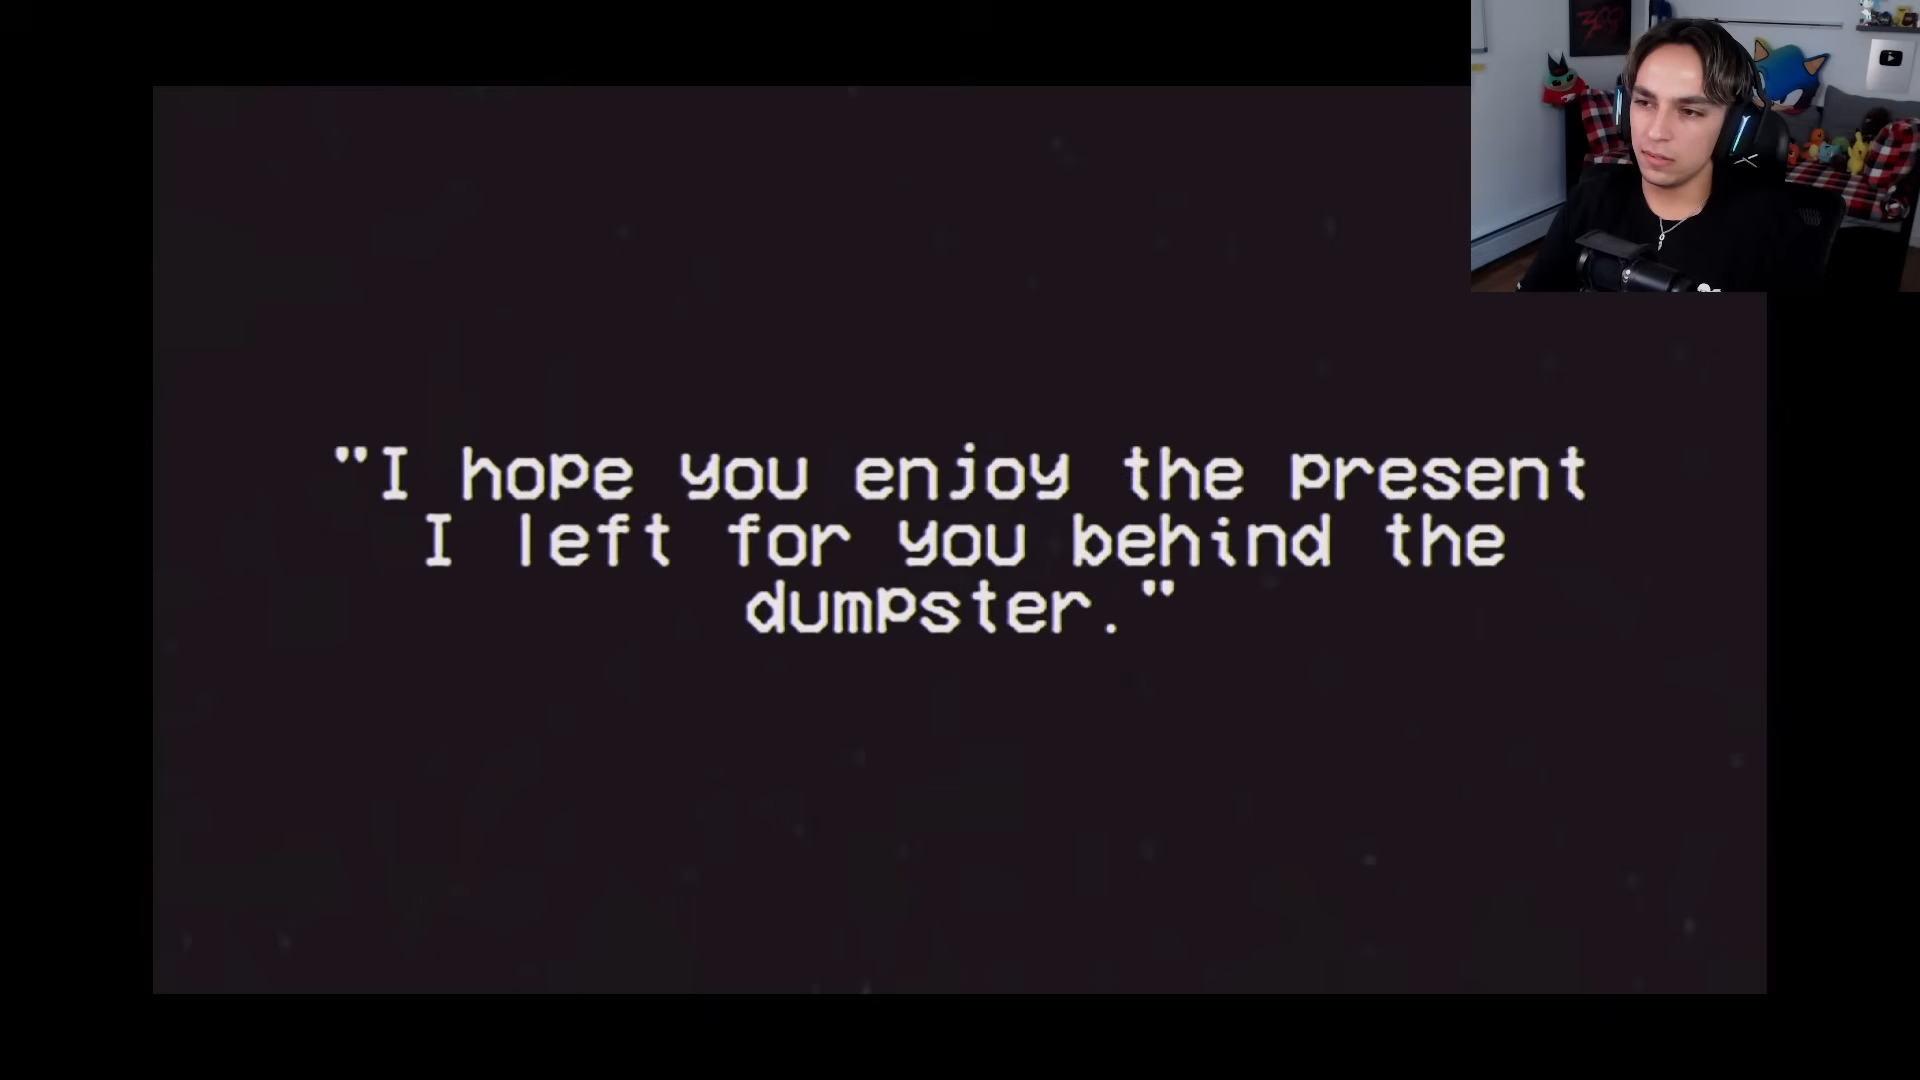 "I hope you enjoy the present
I left for you behind the
dumpster."